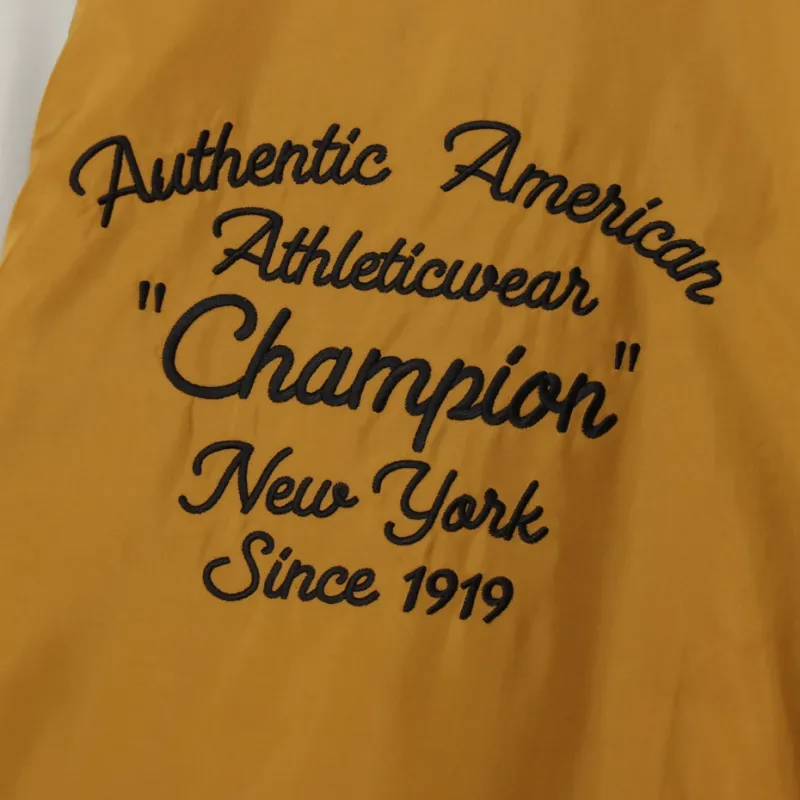 Authentic American
Athleticwear
"Champion"
New York
Since 1919